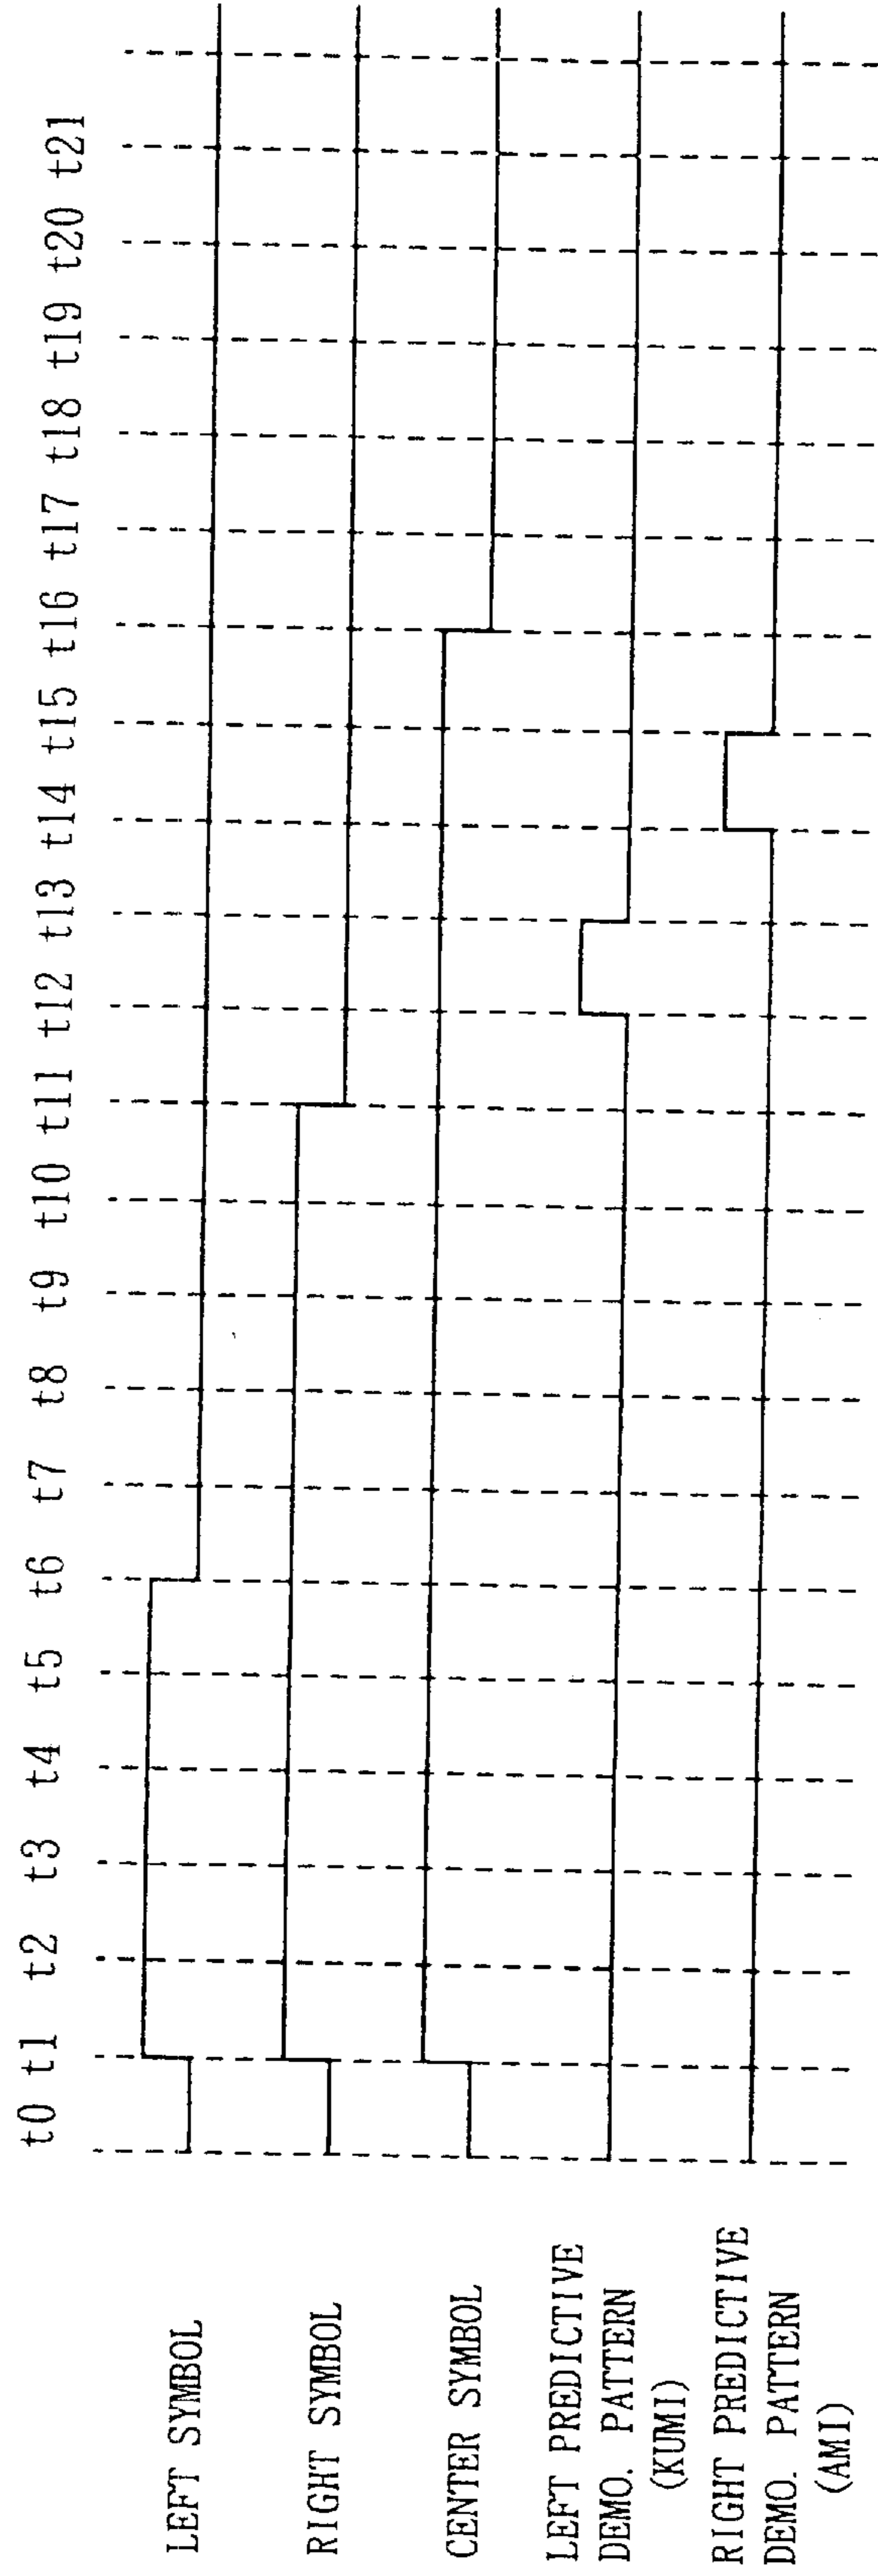 t0 t1 t2 t3 t4 t5 t6 t7 t8 t9 t10 t11 t12 t13 t14 t15 t16 t17 t18 t19 t20 t21
LEFT SYMBOL
RIGHT SYMBOL
CENTER SYMBOL
LEFT PREDICTIVE
DEMO. PATTERN
(KUMI)
RIGHT PREDICTIVE
DEMO. PATTERN
(AMI)